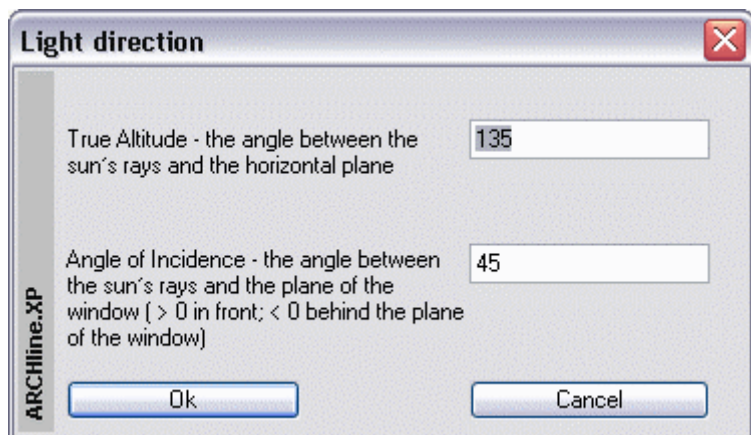 Light direction
True Altitude - the angle between the
sun´s rays and the horizontal plane
135
Angle of Incidence - the angle between
the sun´s rays and the plane of the
window ( > 0 in front; < 0 behind the plane
of the window)
45
ARCHline.XP
Ok
Cancel